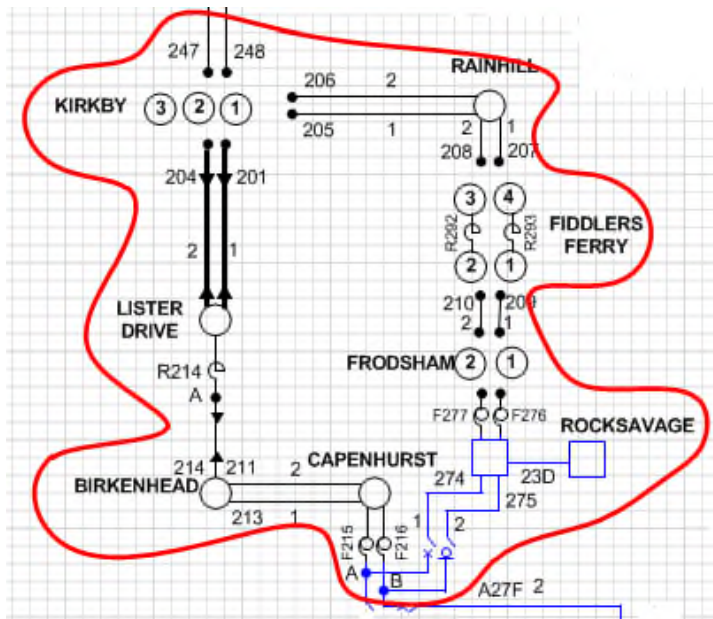 247 248
206 2
RAINHILL
KIRKBY 3 2 1
205 1
2 1
208 207
204 201
3 4
R292 R293
FIDDLERS
FERRY
2 1
2 1
LISTER
DRIVE
210 209
2 1
FRODSHAM 2 1
R214
A
F277 F276
ROCKSAVAGE
214 211 2
CAPENHURST
BIRKENHEAD
274 23D
275
213 1
F215 F216
1 2
A B
A27F 2